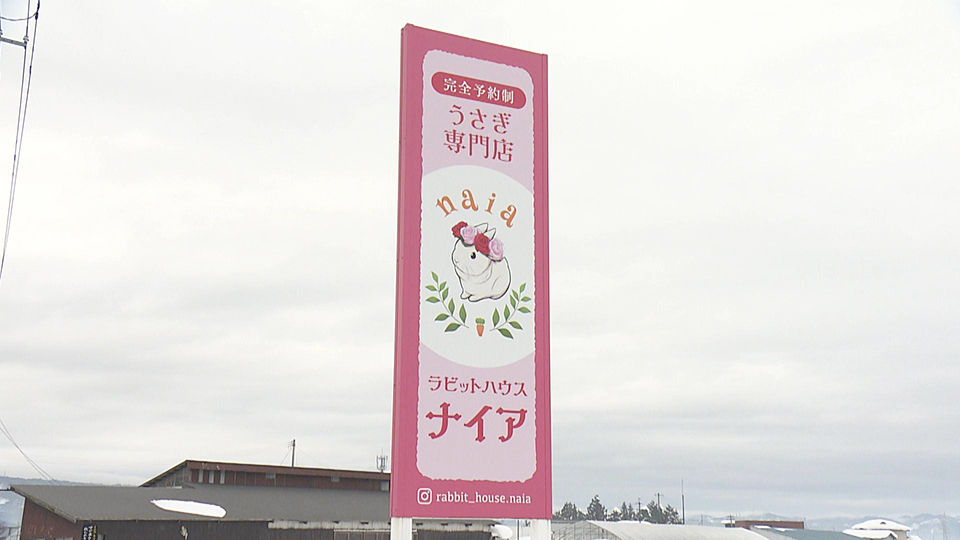 完全予約制
うさぎ
専門店
naia
ラビットハウス
ナイア
rabbit_house.naia